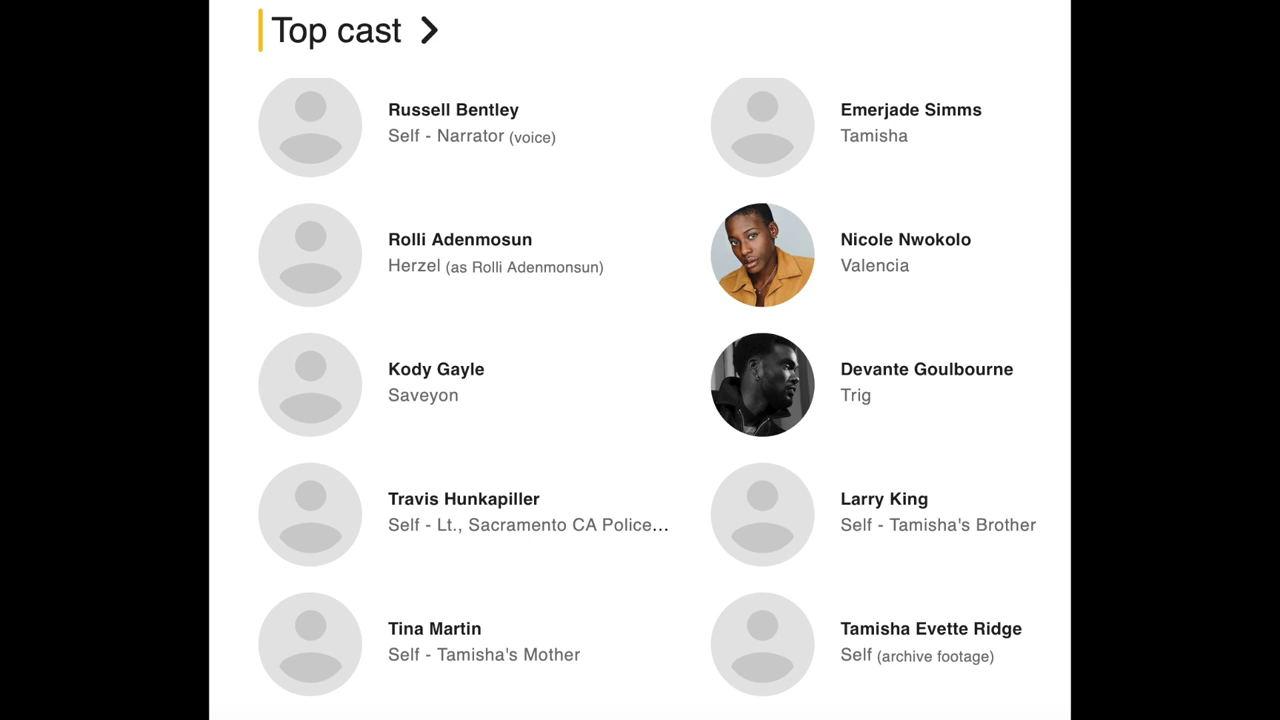 Top cast
Russell Bentley
Self - Narrator (voice)
Emerjade Simms
Tamisha
Rolli Adenmosun
Herzel (as Rolli Adenmonsun)
Nicole Nwokolo
Valencia
Kody Gayle
Saveyon
Devante Goulbourne
Trig
Travis Hunkapiller
Self - Lt., Sacramento CA Police...
Larry King
Self - Tamisha's Brother
Tina Martin
Self - Tamisha's Mother
Tamisha Evette Ridge
Self (archive footage)